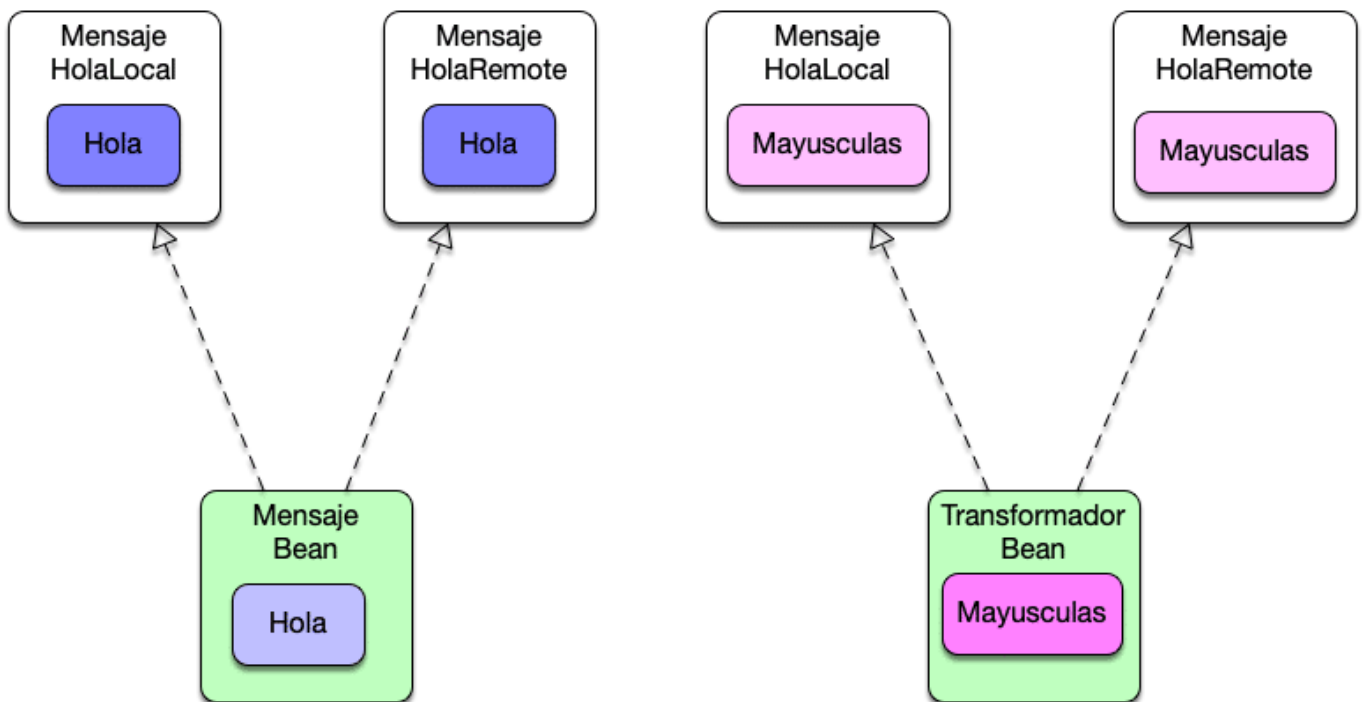 Mensaje
HolaLocal
Hola
Mensaje
HolaRemote
Hola
Mensaje
HolaLocal
Mayusculas
Mensaje
HolaRemote
Mayusculas
Mensaje
Bean
Hola
Transformador
Bean
Mayusculas